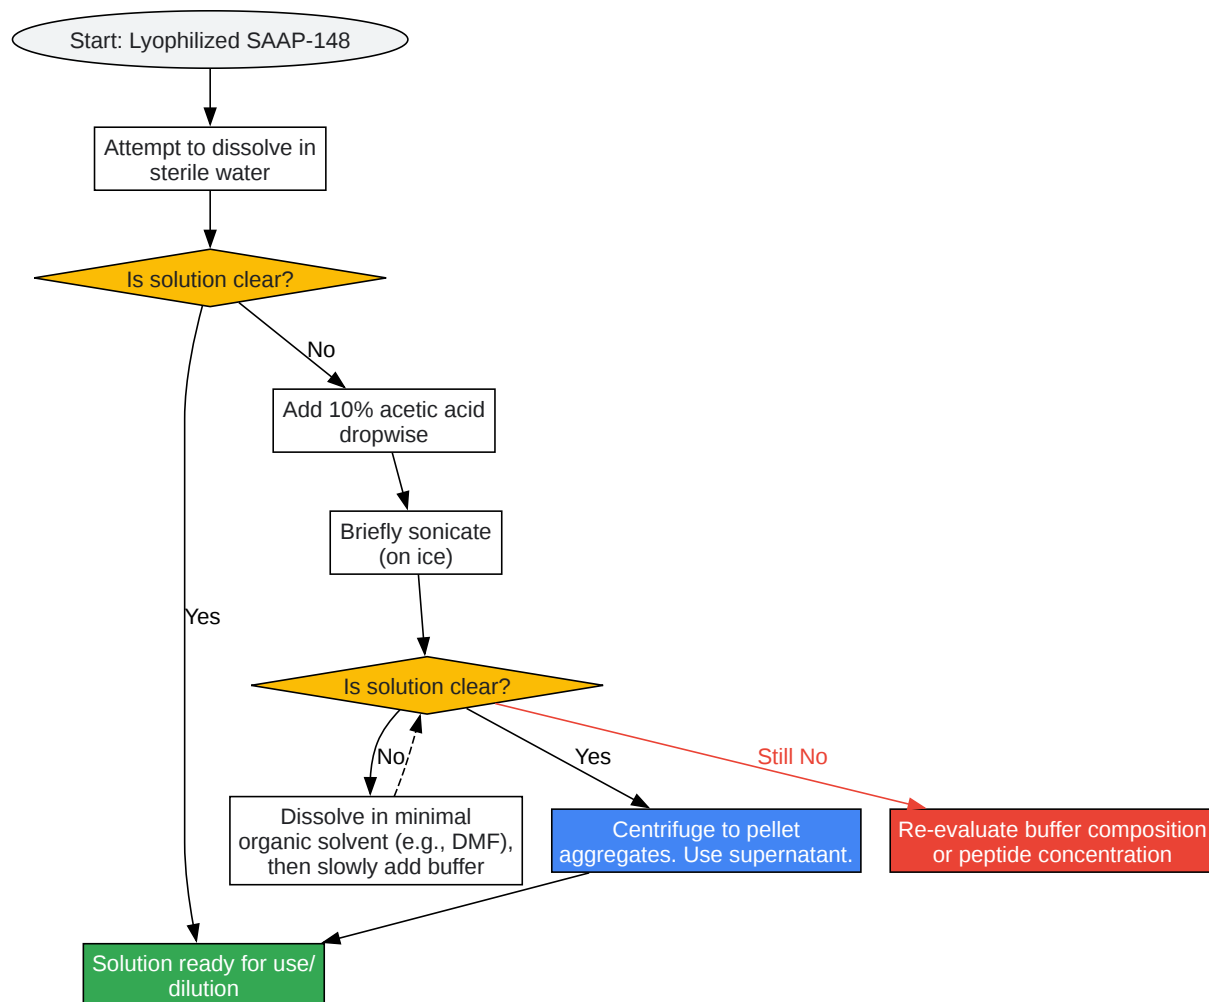 Start: Lyophilized SAAP-148
Attempt to dissolve in
sterile water
Is solution clear?
No
Add 10% acetic acid
dropwise
Briefly sonicate
(on ice)
Yes
Is solution clear?
No
Yes
Still No
Dissolve in minimal
organic solvent (e.g., DMF),
then slowly add buffer
Centrifuge to pellet
aggregates. Use supernatant.
Re-evaluate buffer composition
or peptide concentration
Solution ready for use/
dilution